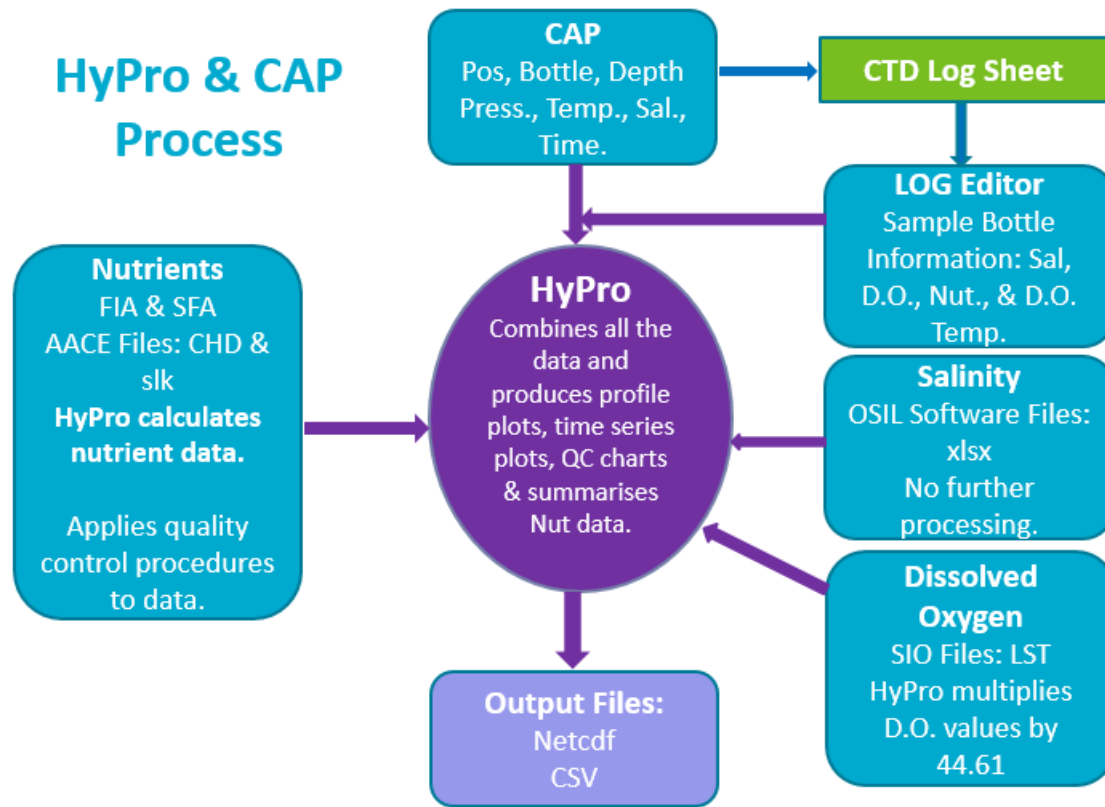 HyPro & CAP
Process
CAP
Pos, Bottle, Depth
Press., Temp., Sal.,
Time.
CTD Log Sheet
LOG Editor
Sample Bottle
Information: Sal,
D.O., Nut., & D.O.
Temp.
Nutrients
FIA & SFA
AACE Files: CHD &
slk
HyPro calculates
nutrient data.
Applies quality
control procedures
to data.
HyPro
Combines all the
data and
produces profile
plots, time series
plots, QC charts
& summarises
Nut data.
Salinity
OSIL Software Files:
xlsx
No further
processing.
Dissolved
Oxygen
SIO Files: LST
HyPro multiplies
D.O. values by
44.61
Output Files:
Netcdf
CSV